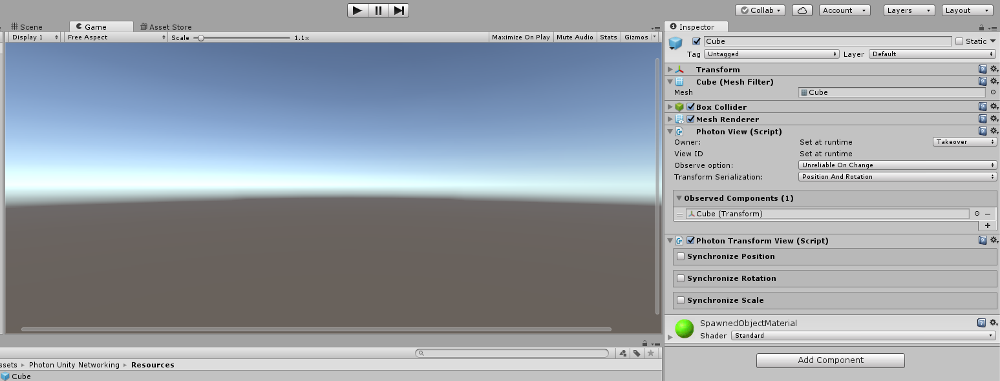 Collab Account Layers Layout
Scene Game Asset Store
Display 1 Free Aspect Scale 1.1x Maximize On Play Mute Audio Stats Gizmos
Inspector
Cube Static
Tag Untagged Layer Default
Transform
Cube (Mesh Filter)
Mesh Cube
Box Collider
Mesh Renderer
Photon View (Script)
Owner: Set at runtime Takeover
View ID Set at runtime
Observe option: Unreliable On Change
Transform Serialization: Position And Rotation
Observed Components (1)
Cube (Transform)
Photon Transform View (Script)
Synchronize Position
Synchronize Rotation
Synchronize Scale
SpawnedObjectMaterial
Shader Standard
Add Component
ssets Photon Unity Networking Resources
Cube